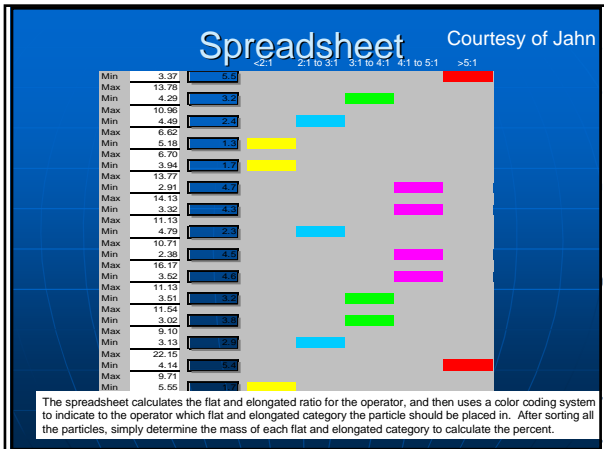 Spreadsheet
Courtesy of Jahn
<2:1 2:1 to 3:1 3:1 to 4:1 4:1 to 5:1 >5:1
Min 3.37 5.5
Max 13.78
Min 4.29 3.2
Max 10.96
Min 4.49 2.4
Max 6.62
Min 5.18 1.3
Max 6.70
Min 3.94 1.7
Max 13.77
Min 2.91 4.7
Max 14.13
Min 3.32 4.3
Max 11.13
Min 4.79 2.3
Max 10.71
Min 2.38 4.5
Max 16.17
Min 3.52 4.6
Max 11.13
Min 3.51 3.2
Max 11.54
Min 3.02 3.8
Max 9.10
Min 3.13 2.9
Max 22.15
Min 4.14 5.4
Max 9.71
Min 5.55
The spreadsheet calculates the flat and elongated ratio for the operator, and then uses a color coding system
to indicate to the operator which flat and elongated category the particle should be placed in. After sorting all
the particles, simply determine the mass of each flat and elongated category to calculate the percent.